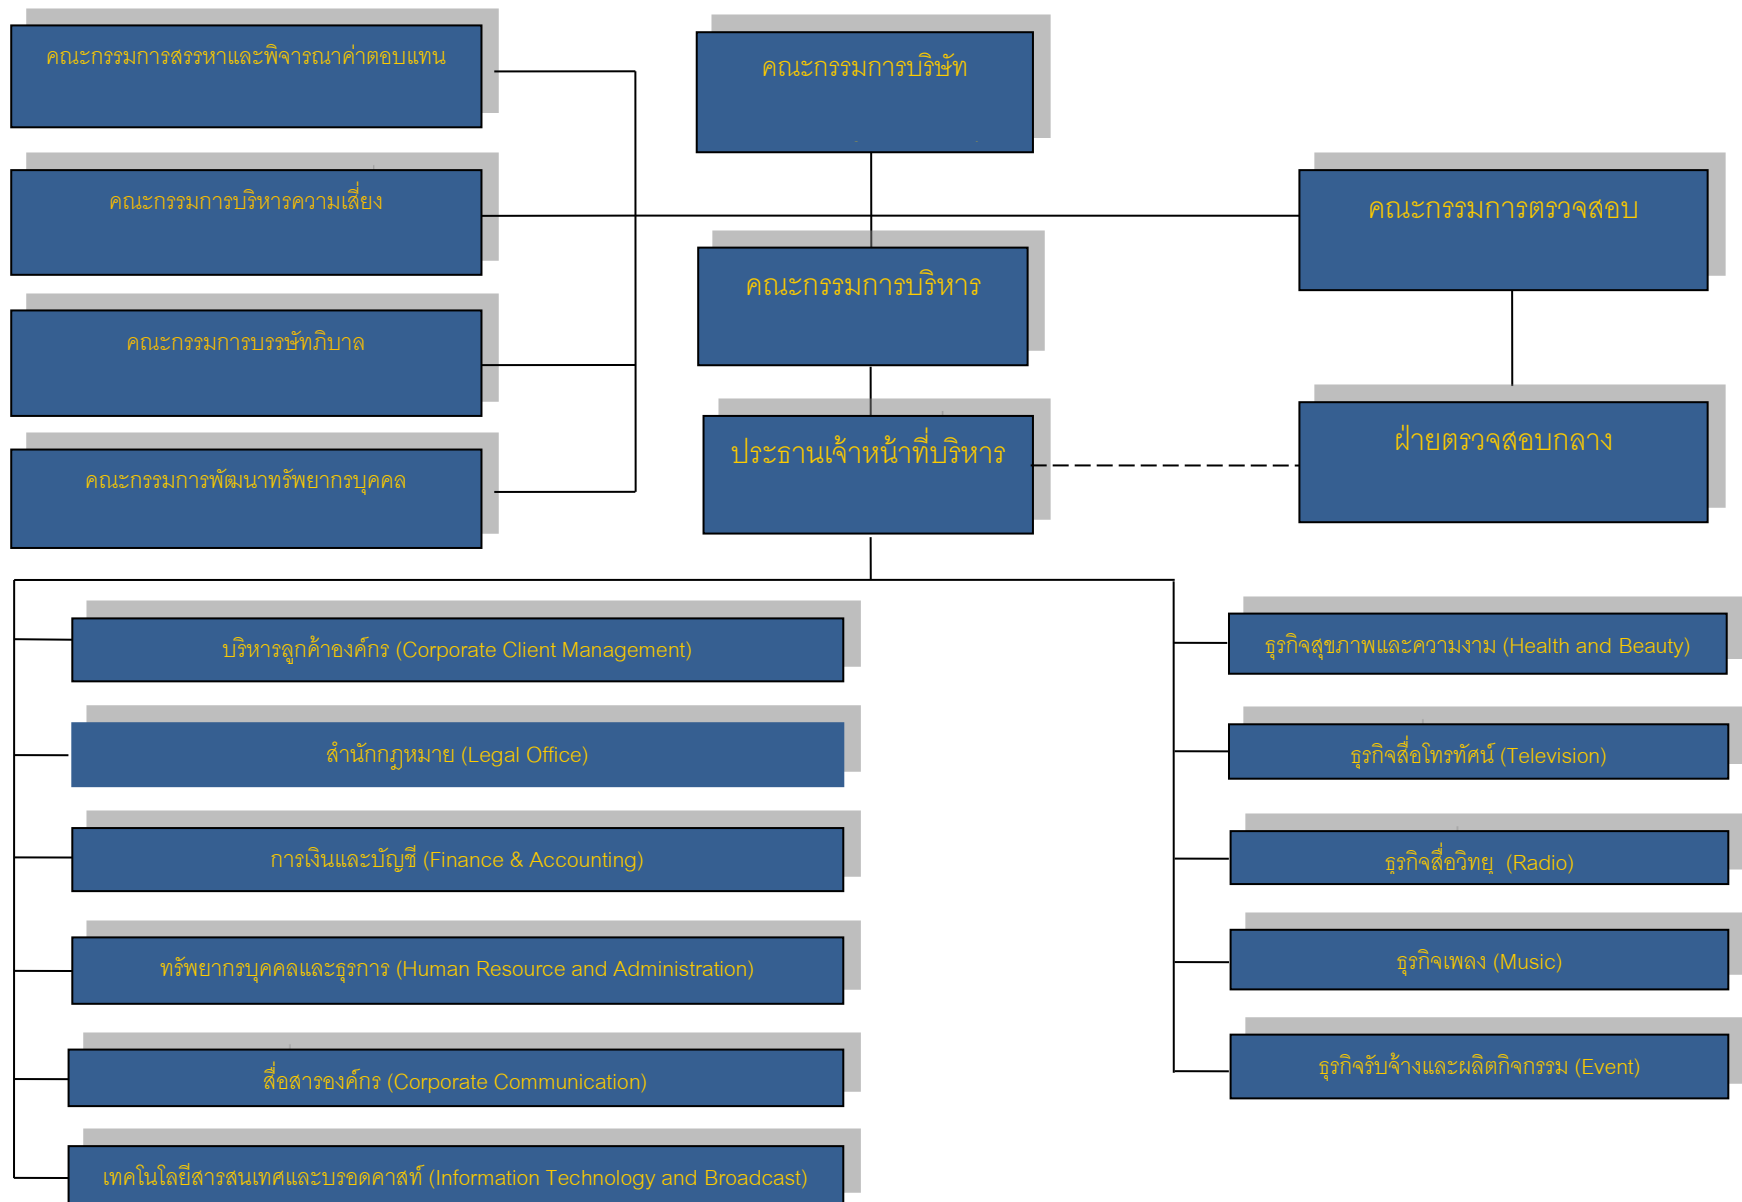 คณะกรรมการสรรหาและพิจารณาค่าตอบแทน
คณะกรรมการบริษัท
คณะกรรมการบริหารความเสี่ยง
คณะกรรมการตรวจสอบ
คณะกรรมการบริหาร
คณะกรรมการบรรษัทภิบาล
ประธานเจ้าหน้าที่บริหาร
ฝ่ายตรวจสอบกลาง
คณะกรรมการพัฒนาทรัพยากรบุคคล
บริหารลูกค้าองค์กร (Corporate Client Management)
สำนักกฎหมาย (Legal Office)
การเงินและบัญชี (Finance & Accounting)
ทรัพยากรบุคคลและธุรการ (Human Resource and Administration)
สื่อสารองค์กร (Corporate Communication)
เทคโนโลยีสารสนเทศและบรอดคาสท์ (Information Technology and Broadcast)
ธุรกิจสุขภาพและความงาม (Health and Beauty)
ธุรกิจสื่อโทรทัศน์ (Television)
ธุรกิจสื่อวิทยุ (Radio)
ธุรกิจเพลง (Music)
ธุรกิจรับจ้างและผลิตกิจกรรม (Event)